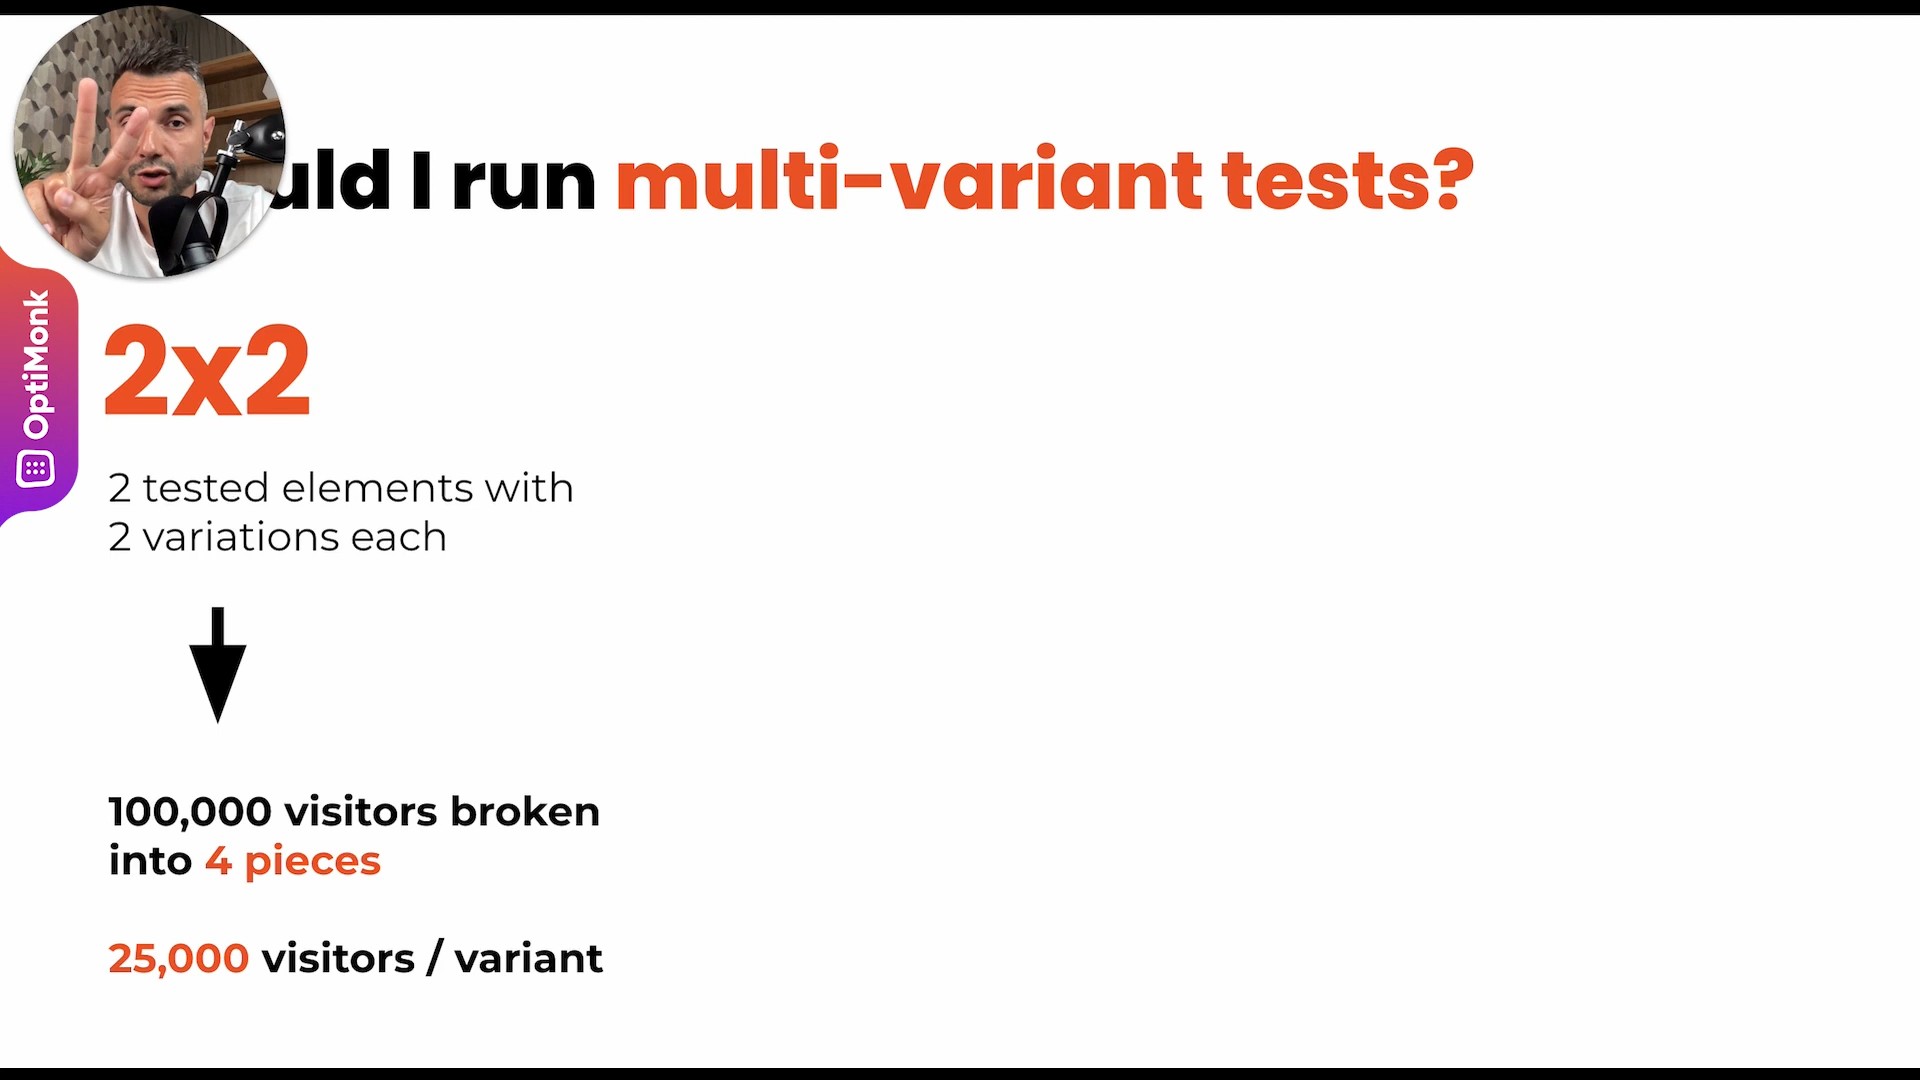 uld I run multi-variant tests?
OptiMonk
2x2
2 tested elements with
2 variations each
100,000 visitors broken
into 4 pieces
25,000 visitors / variant